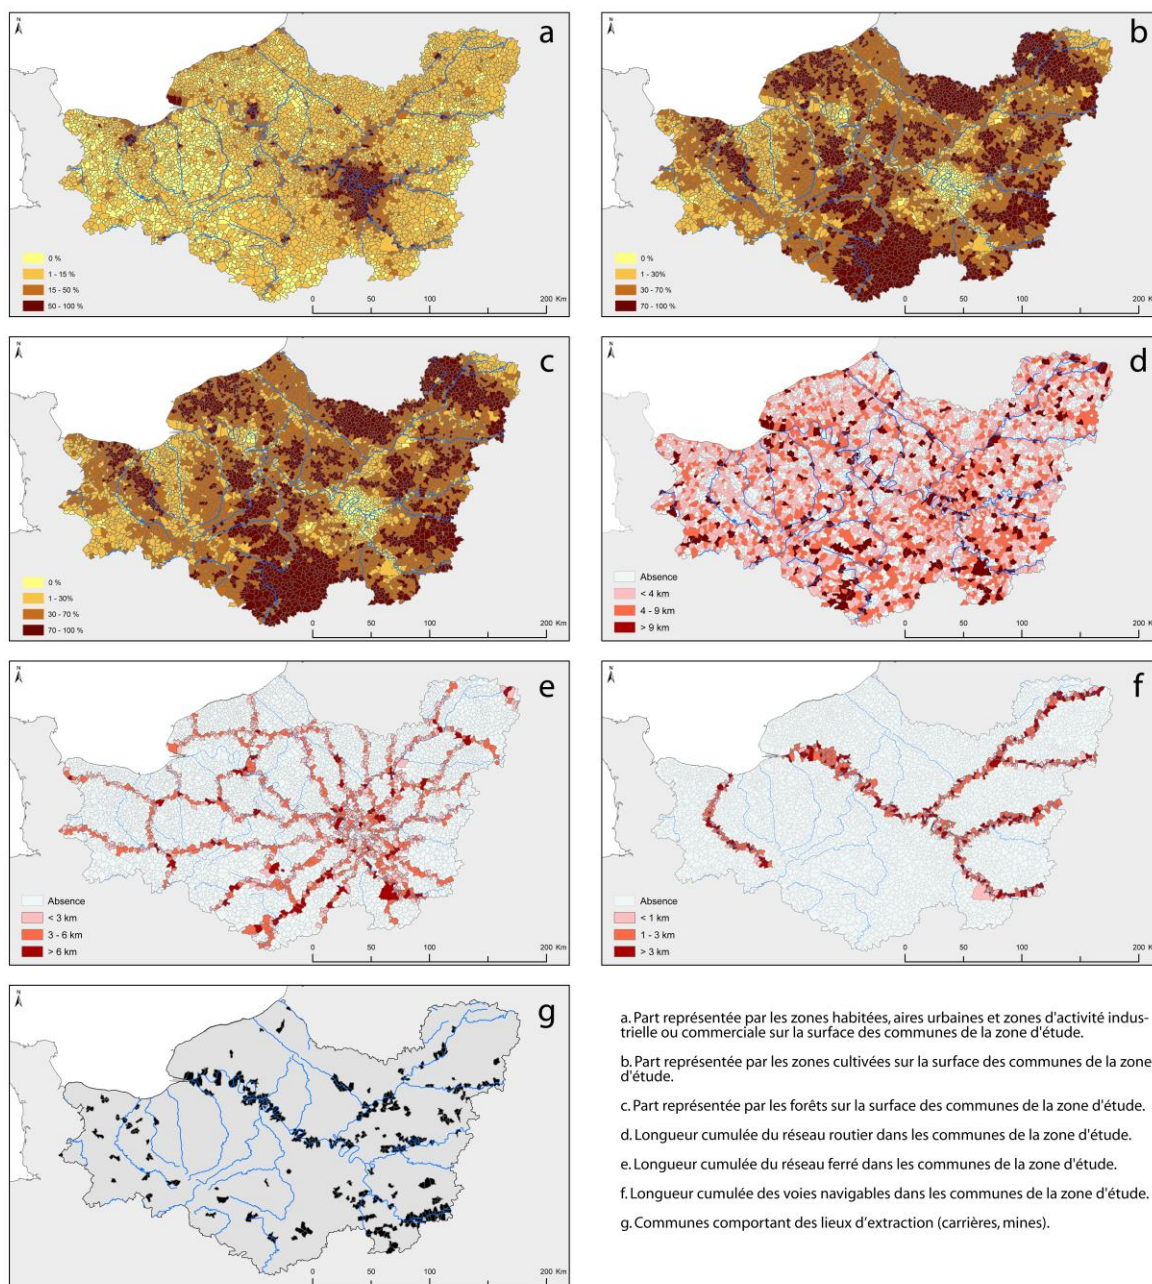 N
a
0 %
1 - 15 %
15 - 50 %
50 - 100 %
0 50 100 200 Km
N
b
0 %
1 - 30%
30 - 70 %
70 - 100 %
0 50 100 200 Km
N
c
0 %
1 - 30%
30 - 70 %
70 - 100 %
0 50 100 200 Km
N
d
Absence
< 4 km
4 - 9 km
> 9 km
0 50 100 200 Km
N
e
Absence
< 3 km
3 - 6 km
> 6 km
0 50 100 200 Km
N
f
Absence
< 1 km
1 - 3 km
> 3 km
0 50 100 200 Km
N
g
0 50 100 200 Km
a. Part représentée par les zones habitées, aires urbaines et zones d'activité indus-
trielle ou commerciale sur la surface des communes de la zone d'étude.
b. Part représentée par les zones cultivées sur la surface des communes de la zone
d'étude.
c. Part représentée par les forêts sur la surface des communes de la zone d'étude.
d. Longueur cumulée du réseau routier dans les communes de la zone d'étude.
e. Longueur cumulée du réseau ferré dans les communes de la zone d'étude.
f. Longueur cumulée des voies navigables dans les communes de la zone d'étude.
g. Communes comportant des lieux d'extraction (carrières, mines).